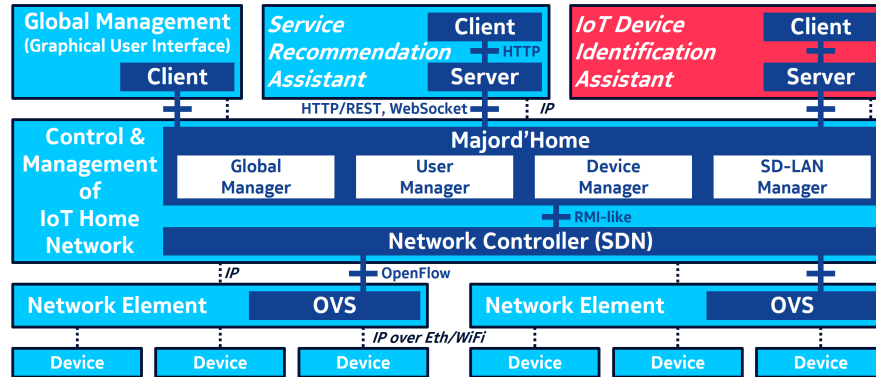 Global Management
(Graphical User Interface)
Client
Service
Recommendation
Assistant
Client
HTTP
Server
IoT Device
Identification
Assistant
Client
Server
HTTP/REST, WebSocket
IP
Control &
Management
of
IoT Home
Network
Majord'Home
Global
Manager
User
Manager
Device
Manager
SD-LAN
Manager
RMI-like
Network Controller (SDN)
IP
OpenFlow
Network Element
OVS
Network Element
OVS
IP over Eth/WiFi
Device
Device
Device
Device
Device
Device